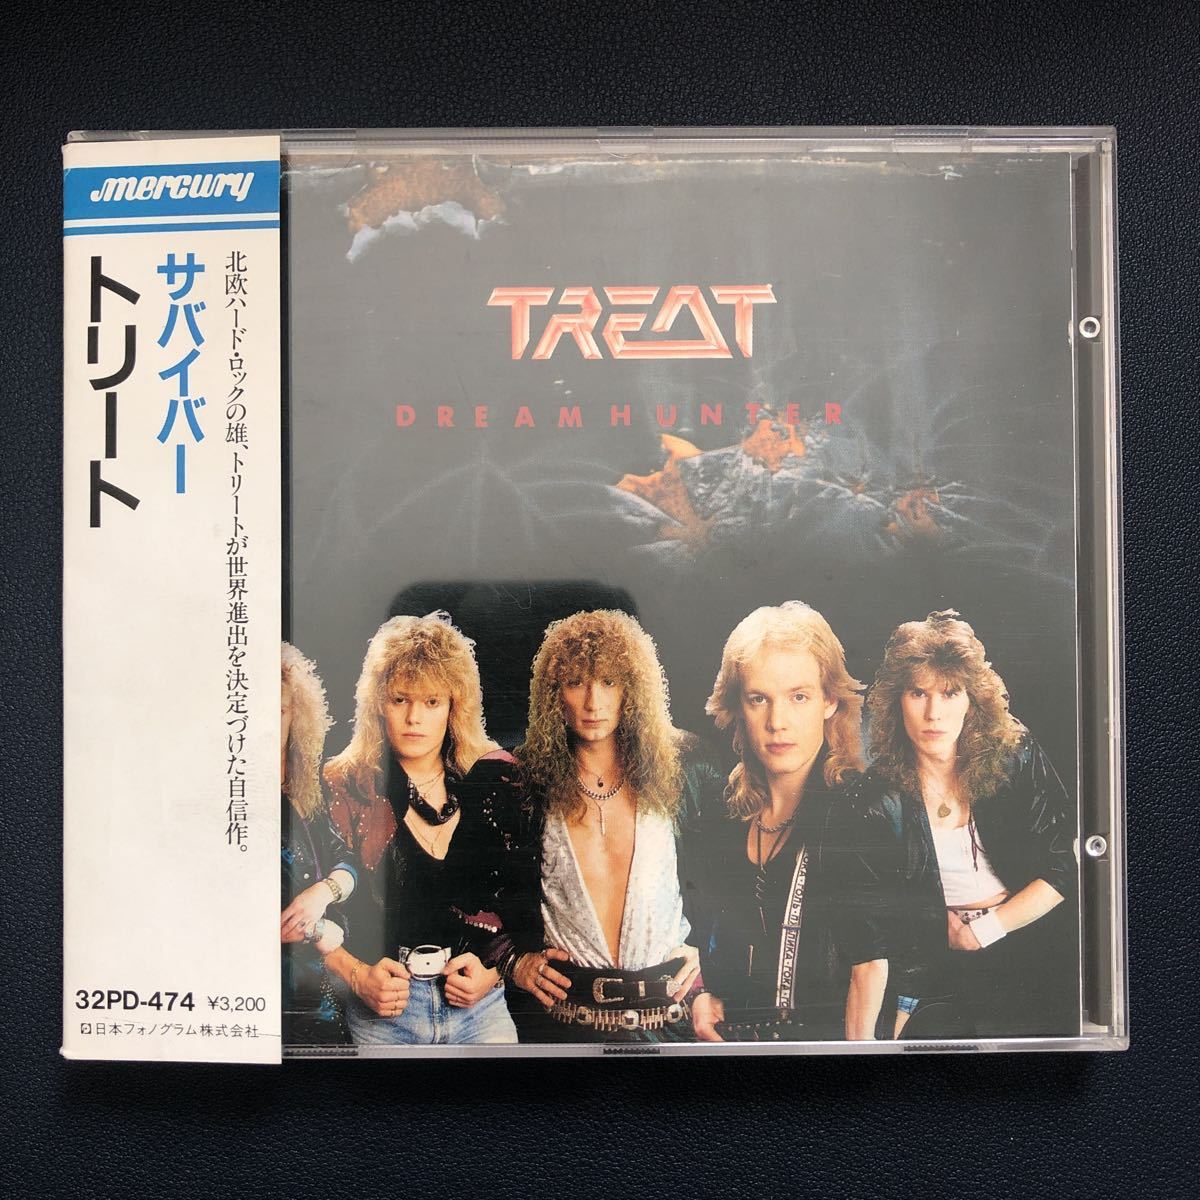 mercury
トリート
サバイバー
北欧ハード・ロックの雄、トリートが世界進出を決定づけた自信作。
32PD-474 ¥3,200
日本フォノグラム株式会社
TREAT
DREAMHUNTER